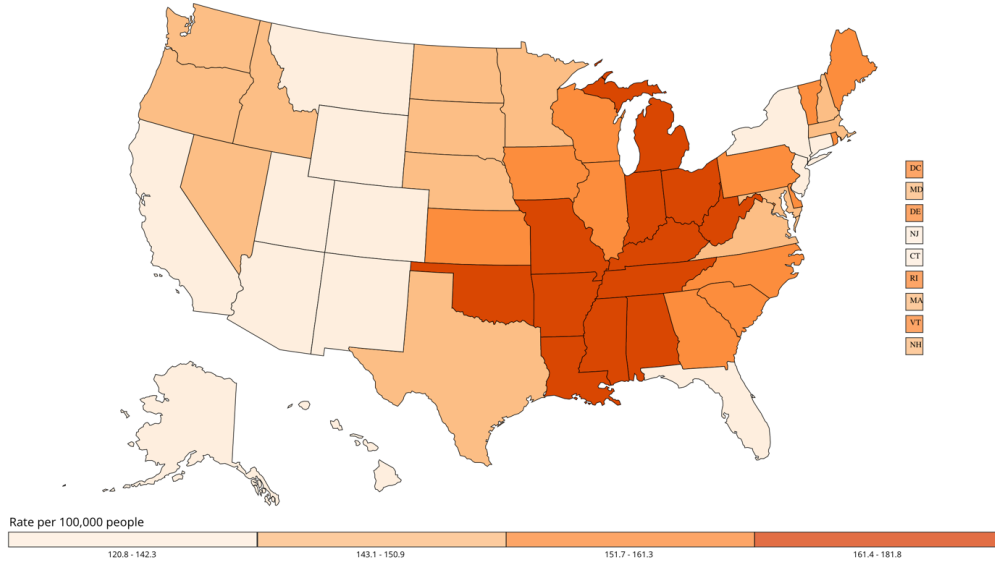 DC
MD
DE
NJ
CT
RI
MA
VT
NH
Rate per 100,000 people
120.8 - 142.3
143.1 - 150.9
151.7 - 161.3
161.4 - 181.8